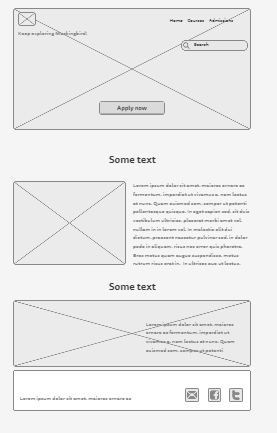 Home Courses Admissions
Keep exploring Mockingbird!
Search
Apply now
Some text
Lorem ipsum dolor sit amet, maiores ornare ac
fermentum, imperdiet ut vivamus a, nam lectus
at nunc. Quam euismod sem, semper ut potenti
pellentesque quisque. In eget sapien sed, sit duis
vestibulum ultricies, placerat morbi amet vel,
nullam in in lorem vel. In molestie elit dui
dictum, praesent nascetur pulvinar sed, in dolor
pede in aliquam, risus nec error quis pharetra.
Eros metus quam augue suspendisse, metus
rutrum risus erat in. In ultrices quo ut lectus.
Some text
Lorem ipsum dolor sit amet, maiores ornare
ac fermentum, imperdiet ut
vivamus a, nam lectus at nunc. Quam
euismod sem, semper ut potenti
Lorem ipsum dolor sit amet, maiores ornare ac